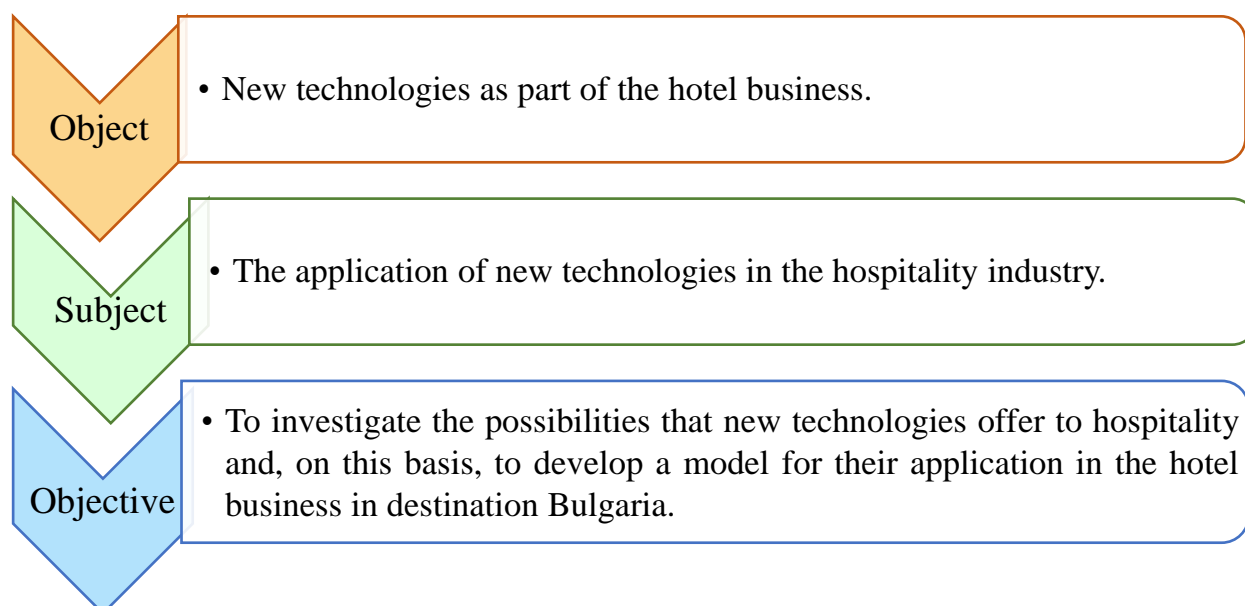 Object
• New technologies as part of the hotel business.
Subject
• The application of new technologies in the hospitality industry.
Objective
• To investigate the possibilities that new technologies offer to hospitality
and, on this basis, to develop a model for their application in the hotel
business in destination Bulgaria.